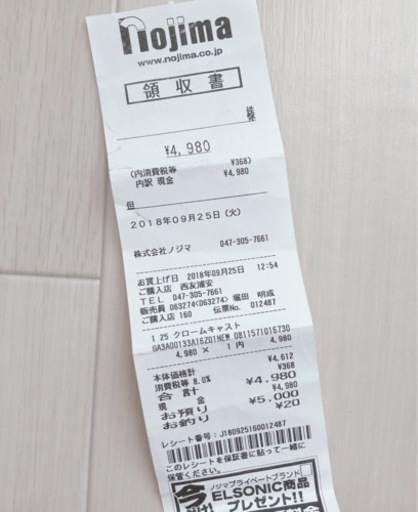 nojima
www.nojima.co.jp
領収書
様
¥4,980
(内消費税等 ¥368)
内訳 現金 ¥4,980
但
2018年09月25日(火)
株式会社ノジマ 047-305-7661
お買上げ日 2018年09月25日 12:54
ご購入店 西友浦安
TEL 047-305-7661
販売員 063274<063274> 堀田 明成
ご購入店 160 伝票No. 012487
1 25 クロームキャスト
GA3A00133A16Z01NEW 0811571016730
4,980 × 1 個 4,980
本体価格計 ¥4,612
消費税等 8.0% ¥368
合計 ¥4,980
現金 ¥4,980
お預り ¥5,000
お釣り ¥20
レシート番号: J180925160012487
このレシートを保証書に貼って一緒に
保管ください。
ノジマプライベートブランド
今 ELSONIC商品
プレゼント!!